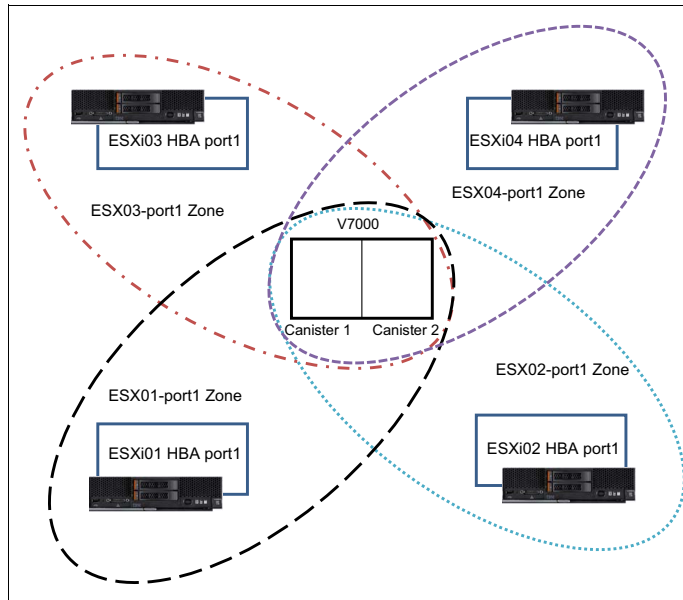 ESXi03 HBA port1
ESXi04 HBA port1
ESX03-port1 Zone
ESX04-port1 Zone
V7000
Canister 1
Canister 2
ESX02-port1 Zone
ESX01-port1 Zone
ESXi01 HBA port1
ESXi02 HBA port1